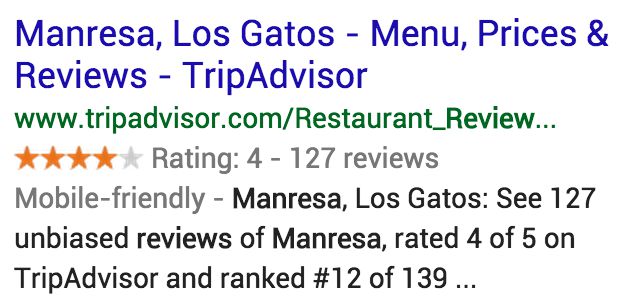 Manresa, Los Gatos - Menu, Prices &
Reviews - TripAdvisor
www.tripadvisor.com/Restaurant_Review...
Rating: 4 - 127 reviews
Mobile-friendly - Manresa, Los Gatos: See 127
unbiased reviews of Manresa, rated 4 of 5 on
TripAdvisor and ranked #12 of 139 ...